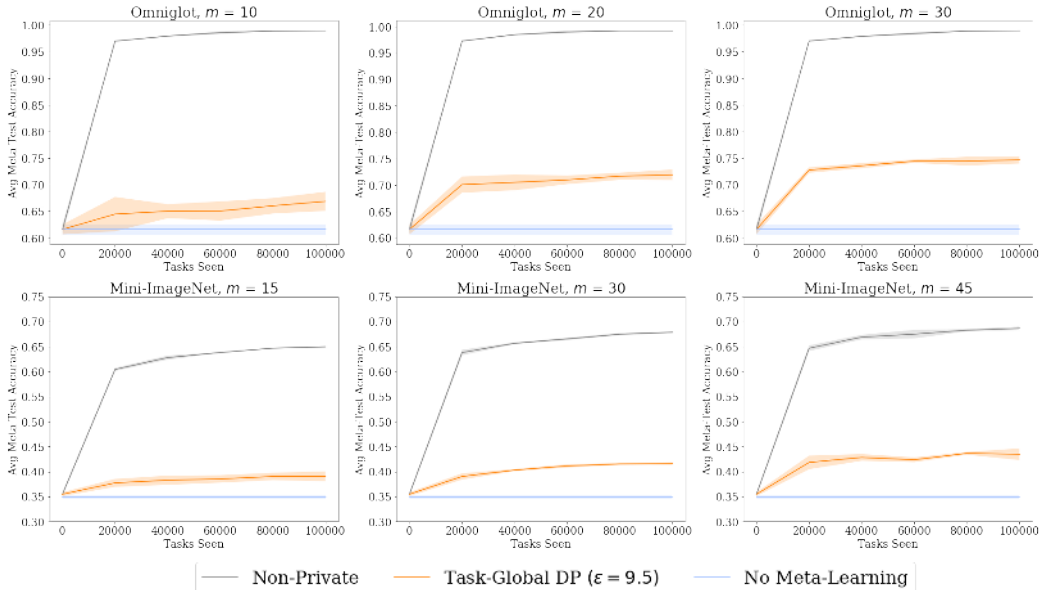 Omniglot, m = 10
Omniglot, m = 20
Omniglot, m = 30
Avg Meta-Test Accuracy
1.00
0.95
0.90
0.85
0.80
0.75
0.70
0.65
0.60
0 20000 40000 60000 80000 100000
Tasks Seen
Avg Meta-Test Accuracy
1.00
0.95
0.90
0.85
0.80
0.75
0.70
0.65
0.60
0 20000 40000 60000 80000 100000
Tasks Seen
Avg Meta-Test Accuracy
1.00
0.95
0.90
0.85
0.80
0.75
0.70
0.65
0.60
0 20000 40000 60000 80000 100000
Tasks Seen
Mini-ImageNet, m = 15
Mini-ImageNet, m = 30
Mini-ImageNet, m = 45
Avg Meta-Test Accuracy
0.75
0.70
0.65
0.60
0.55
0.50
0.45
0.40
0.35
0.30
0 20000 40000 60000 80000 100000
Tasks Seen
Avg Meta-Test Accuracy
0.75
0.70
0.65
0.60
0.55
0.50
0.45
0.40
0.35
0.30
0 20000 40000 60000 80000 100000
Tasks Seen
Avg Meta-Test Accuracy
0.75
0.70
0.65
0.60
0.55
0.50
0.45
0.40
0.35
0.30
0 20000 40000 60000 80000 100000
Tasks Seen
Non-Private Task-Global DP (ε = 9.5) No Meta-Learning